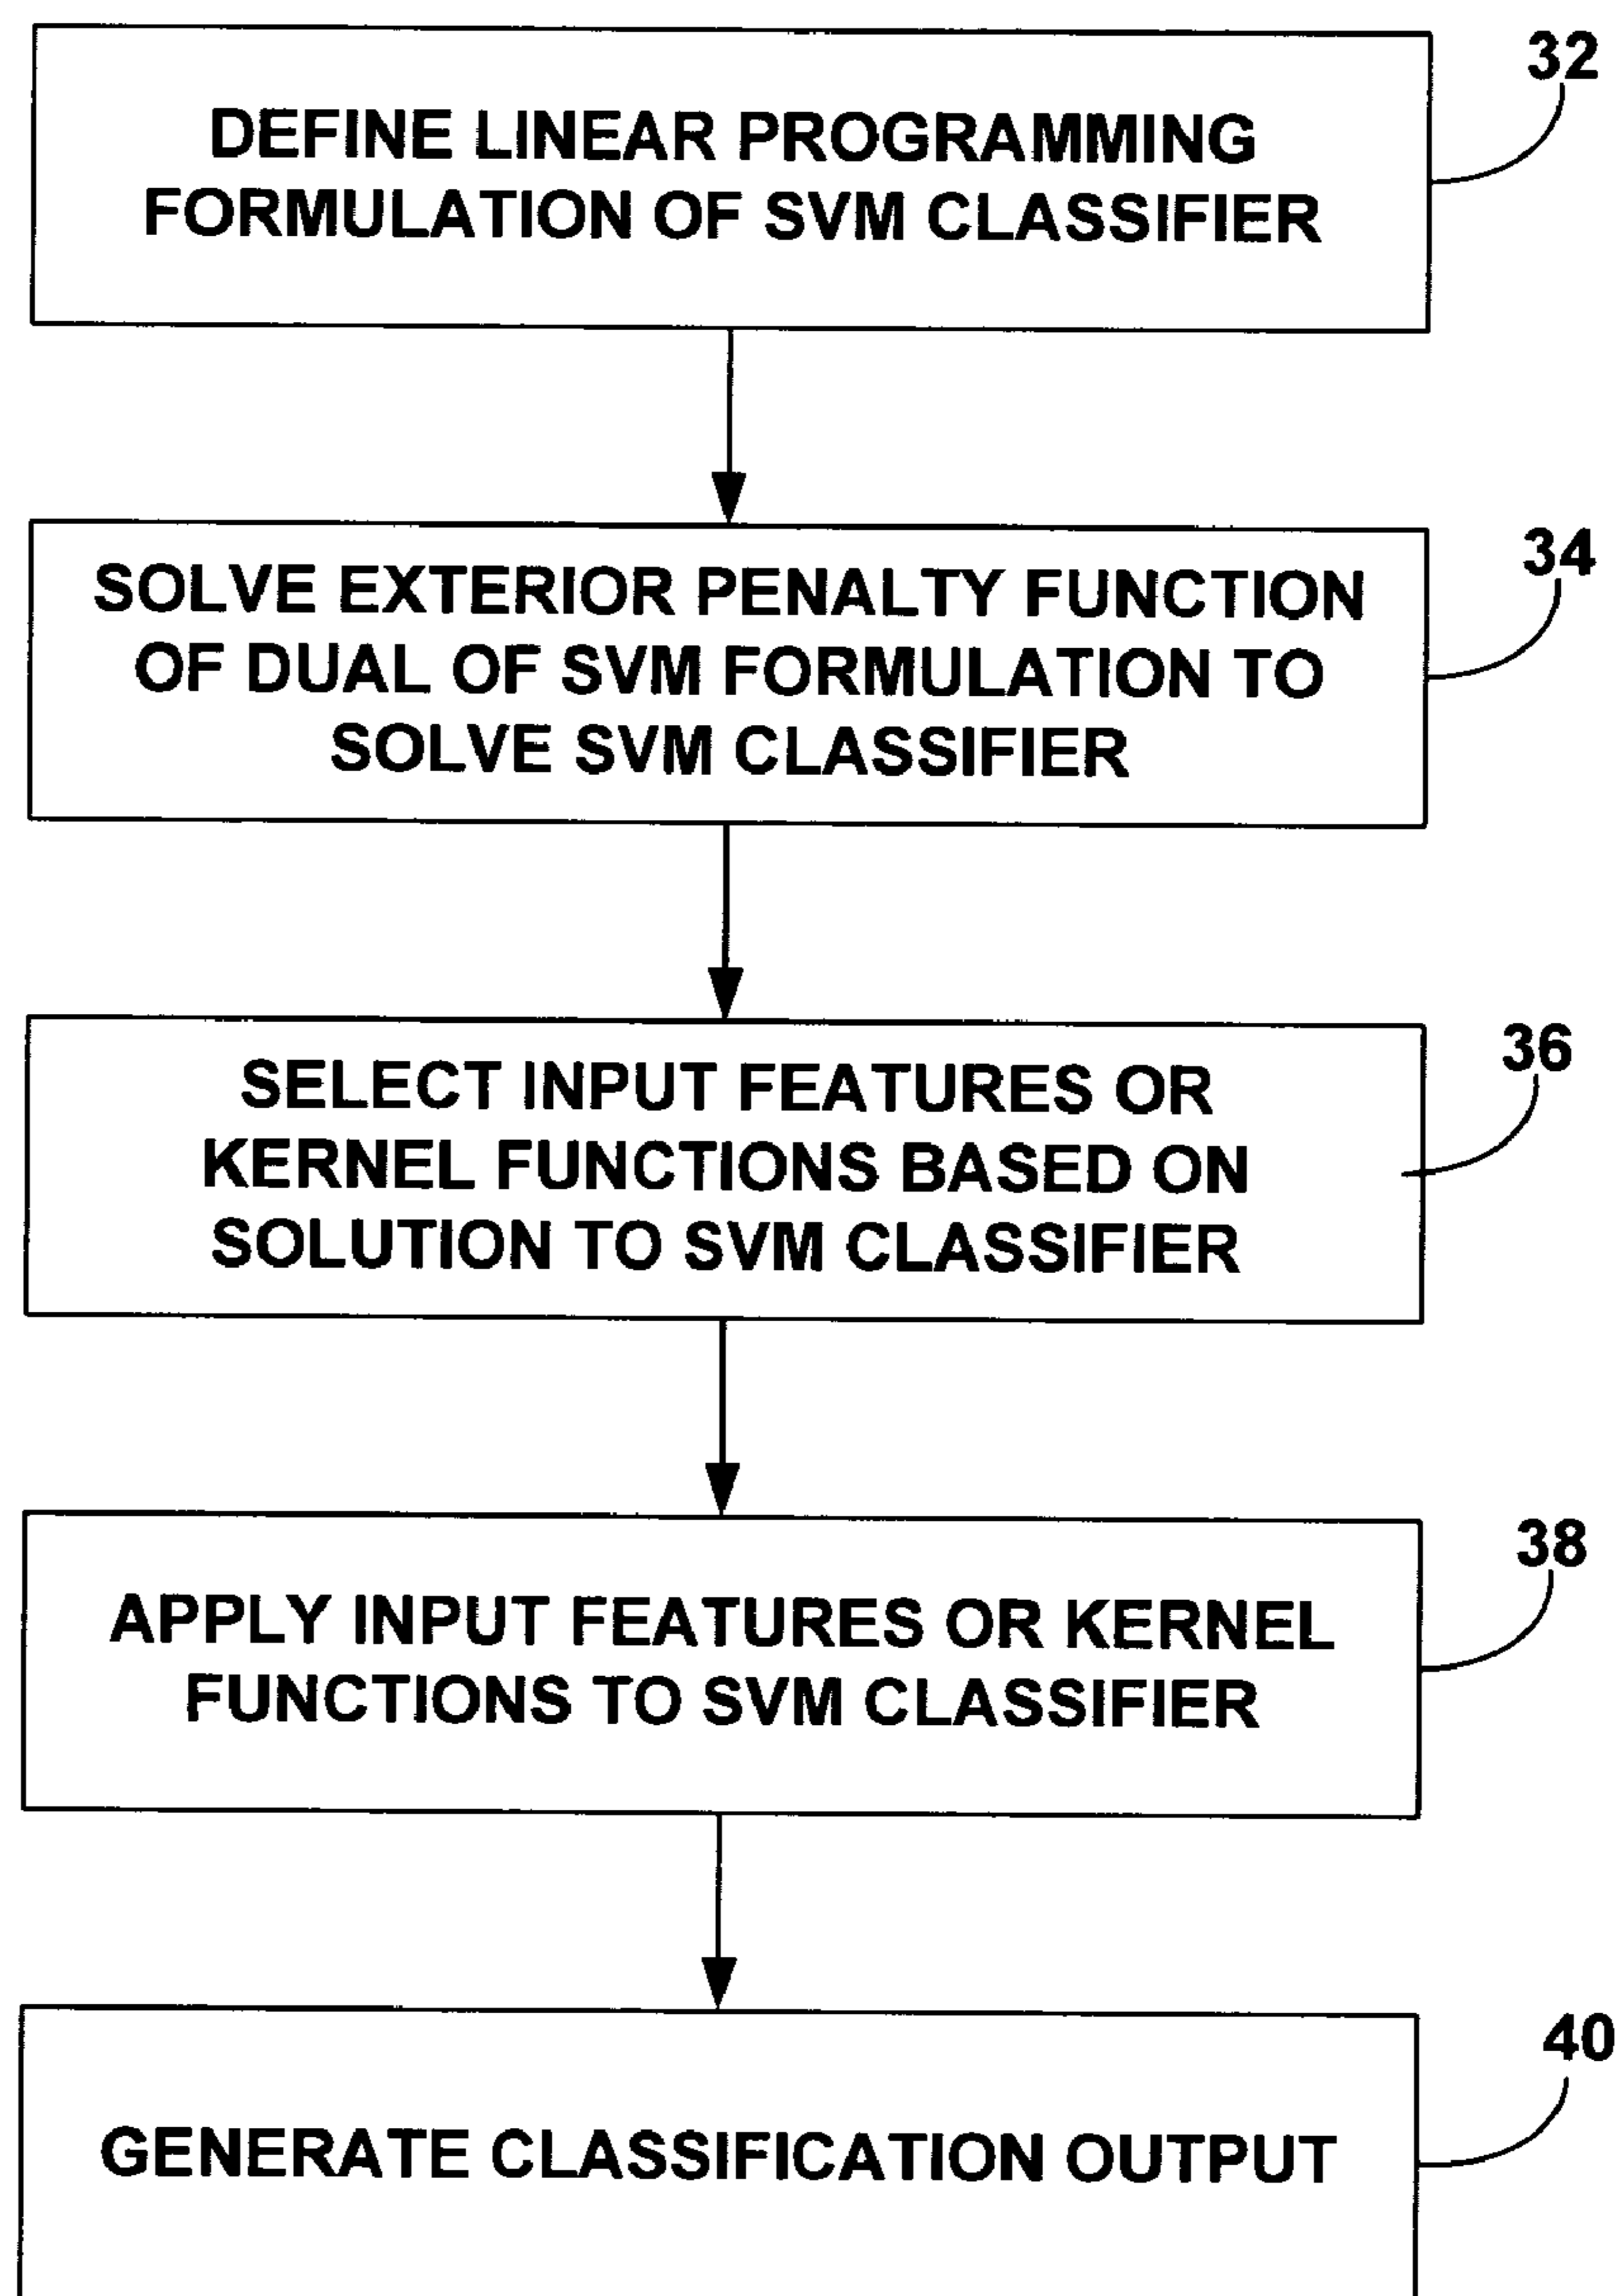 32
DEFINE LINEAR PROGRAMMING
FORMULATION OF SVM CLASSIFIER
34
SOLVE EXTERIOR PENALTY FUNCTION
OF DUAL OF SVM FORMULATION TO
SOLVE SVM CLASSIFIER
36
SELECT INPUT FEATURES OR
KERNEL FUNCTIONS BASED ON
SOLUTION TO SVM CLASSIFIER
38
APPLY INPUT FEATURES OR KERNEL
FUNCTIONS TO SVM CLASSIFIER
40
GENERATE CLASSIFICATION OUTPUT